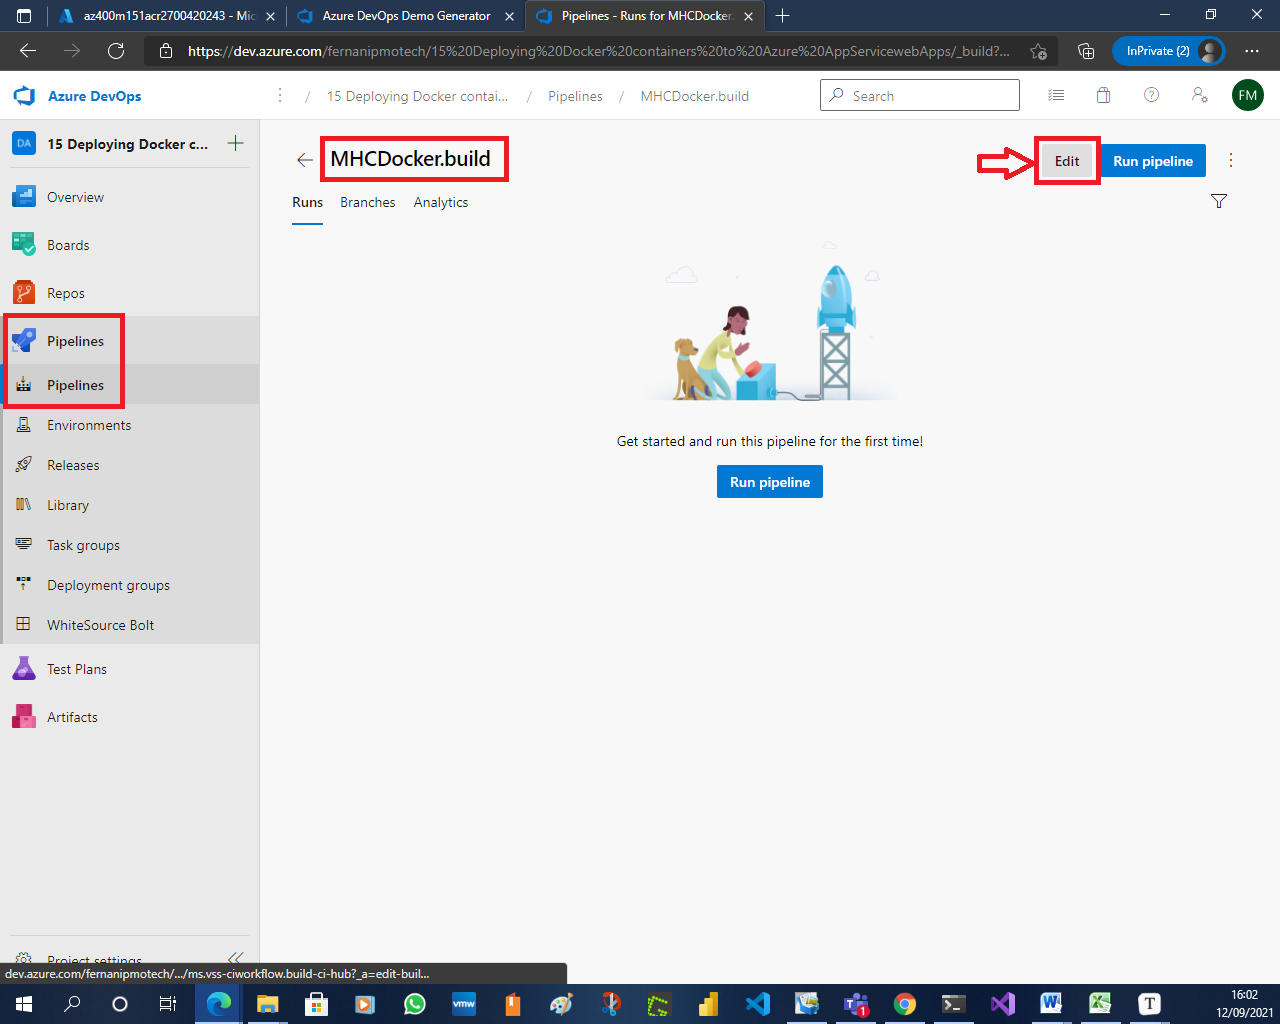 az400m151acr2700420243 - Mic
Azure DevOps Demo Generator
Pipelines - Runs for MHCDocker.
https://dev.azure.com/fernanipmotech/15%20Deploying%20Docker%20containers%20to%20Azure%20AppServicewebApps/_build?...
InPrivate (2)
Azure DevOps
/ 15 Deploying Docker contai... / Pipelines / MHCDocker.build
Search
FM
DA
15 Deploying Docker c...
MHCDocker.build
Edit
Run pipeline
Runs
Branches
Analytics
Overview
Boards
Repos
Pipelines
Pipelines
Environments
Releases
Library
Task groups
Deployment groups
WhiteSource Bolt
Test Plans
Artifacts
Get started and run this pipeline for the first time!
Run pipeline
Project settings
dev.azure.com/fernanipmotech/.../ms.vss-ciworkflow.build-ci-hub?_a=edit-buil...
vmw
1
T
16:02
12/09/2021